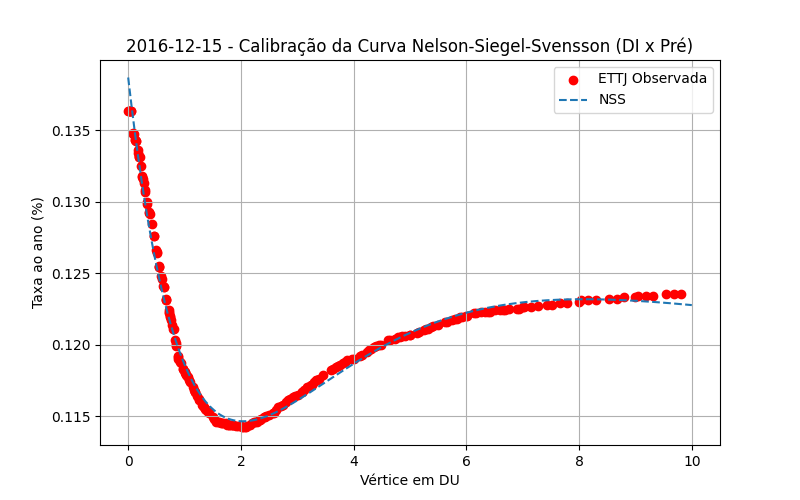 2016-12-15 - Calibração da Curva Nelson-Siegel-Svensson (DI x Pré)
ETTJ Observada
NSS
Taxa ao ano (%)
0.135
0.130
0.125
0.120
0.115
0 2 4 6 8 10
Vértice em DU